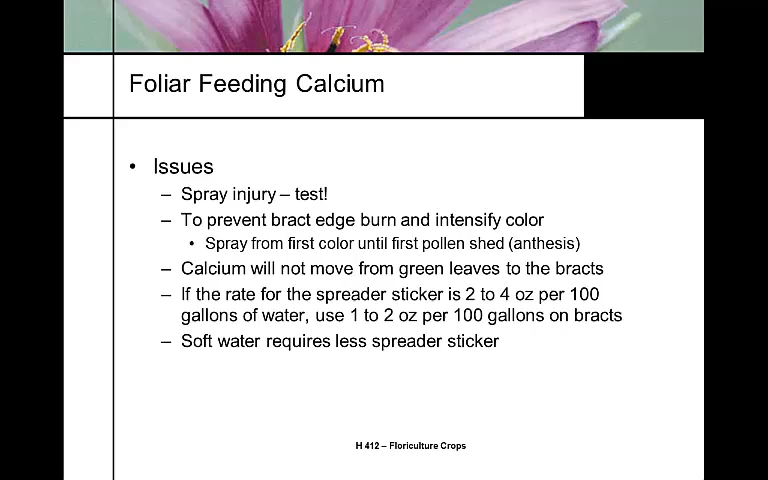 Foliar Feeding Calcium
• Issues
– Spray injury – test!
– To prevent bract edge burn and intensify color
• Spray from first color until first pollen shed (anthesis)
– Calcium will not move from green leaves to the bracts
– If the rate for the spreader sticker is 2 to 4 oz per 100
gallons of water, use 1 to 2 oz per 100 gallons on bracts
– Soft water requires less spreader sticker
H 412 – Floriculture Crops